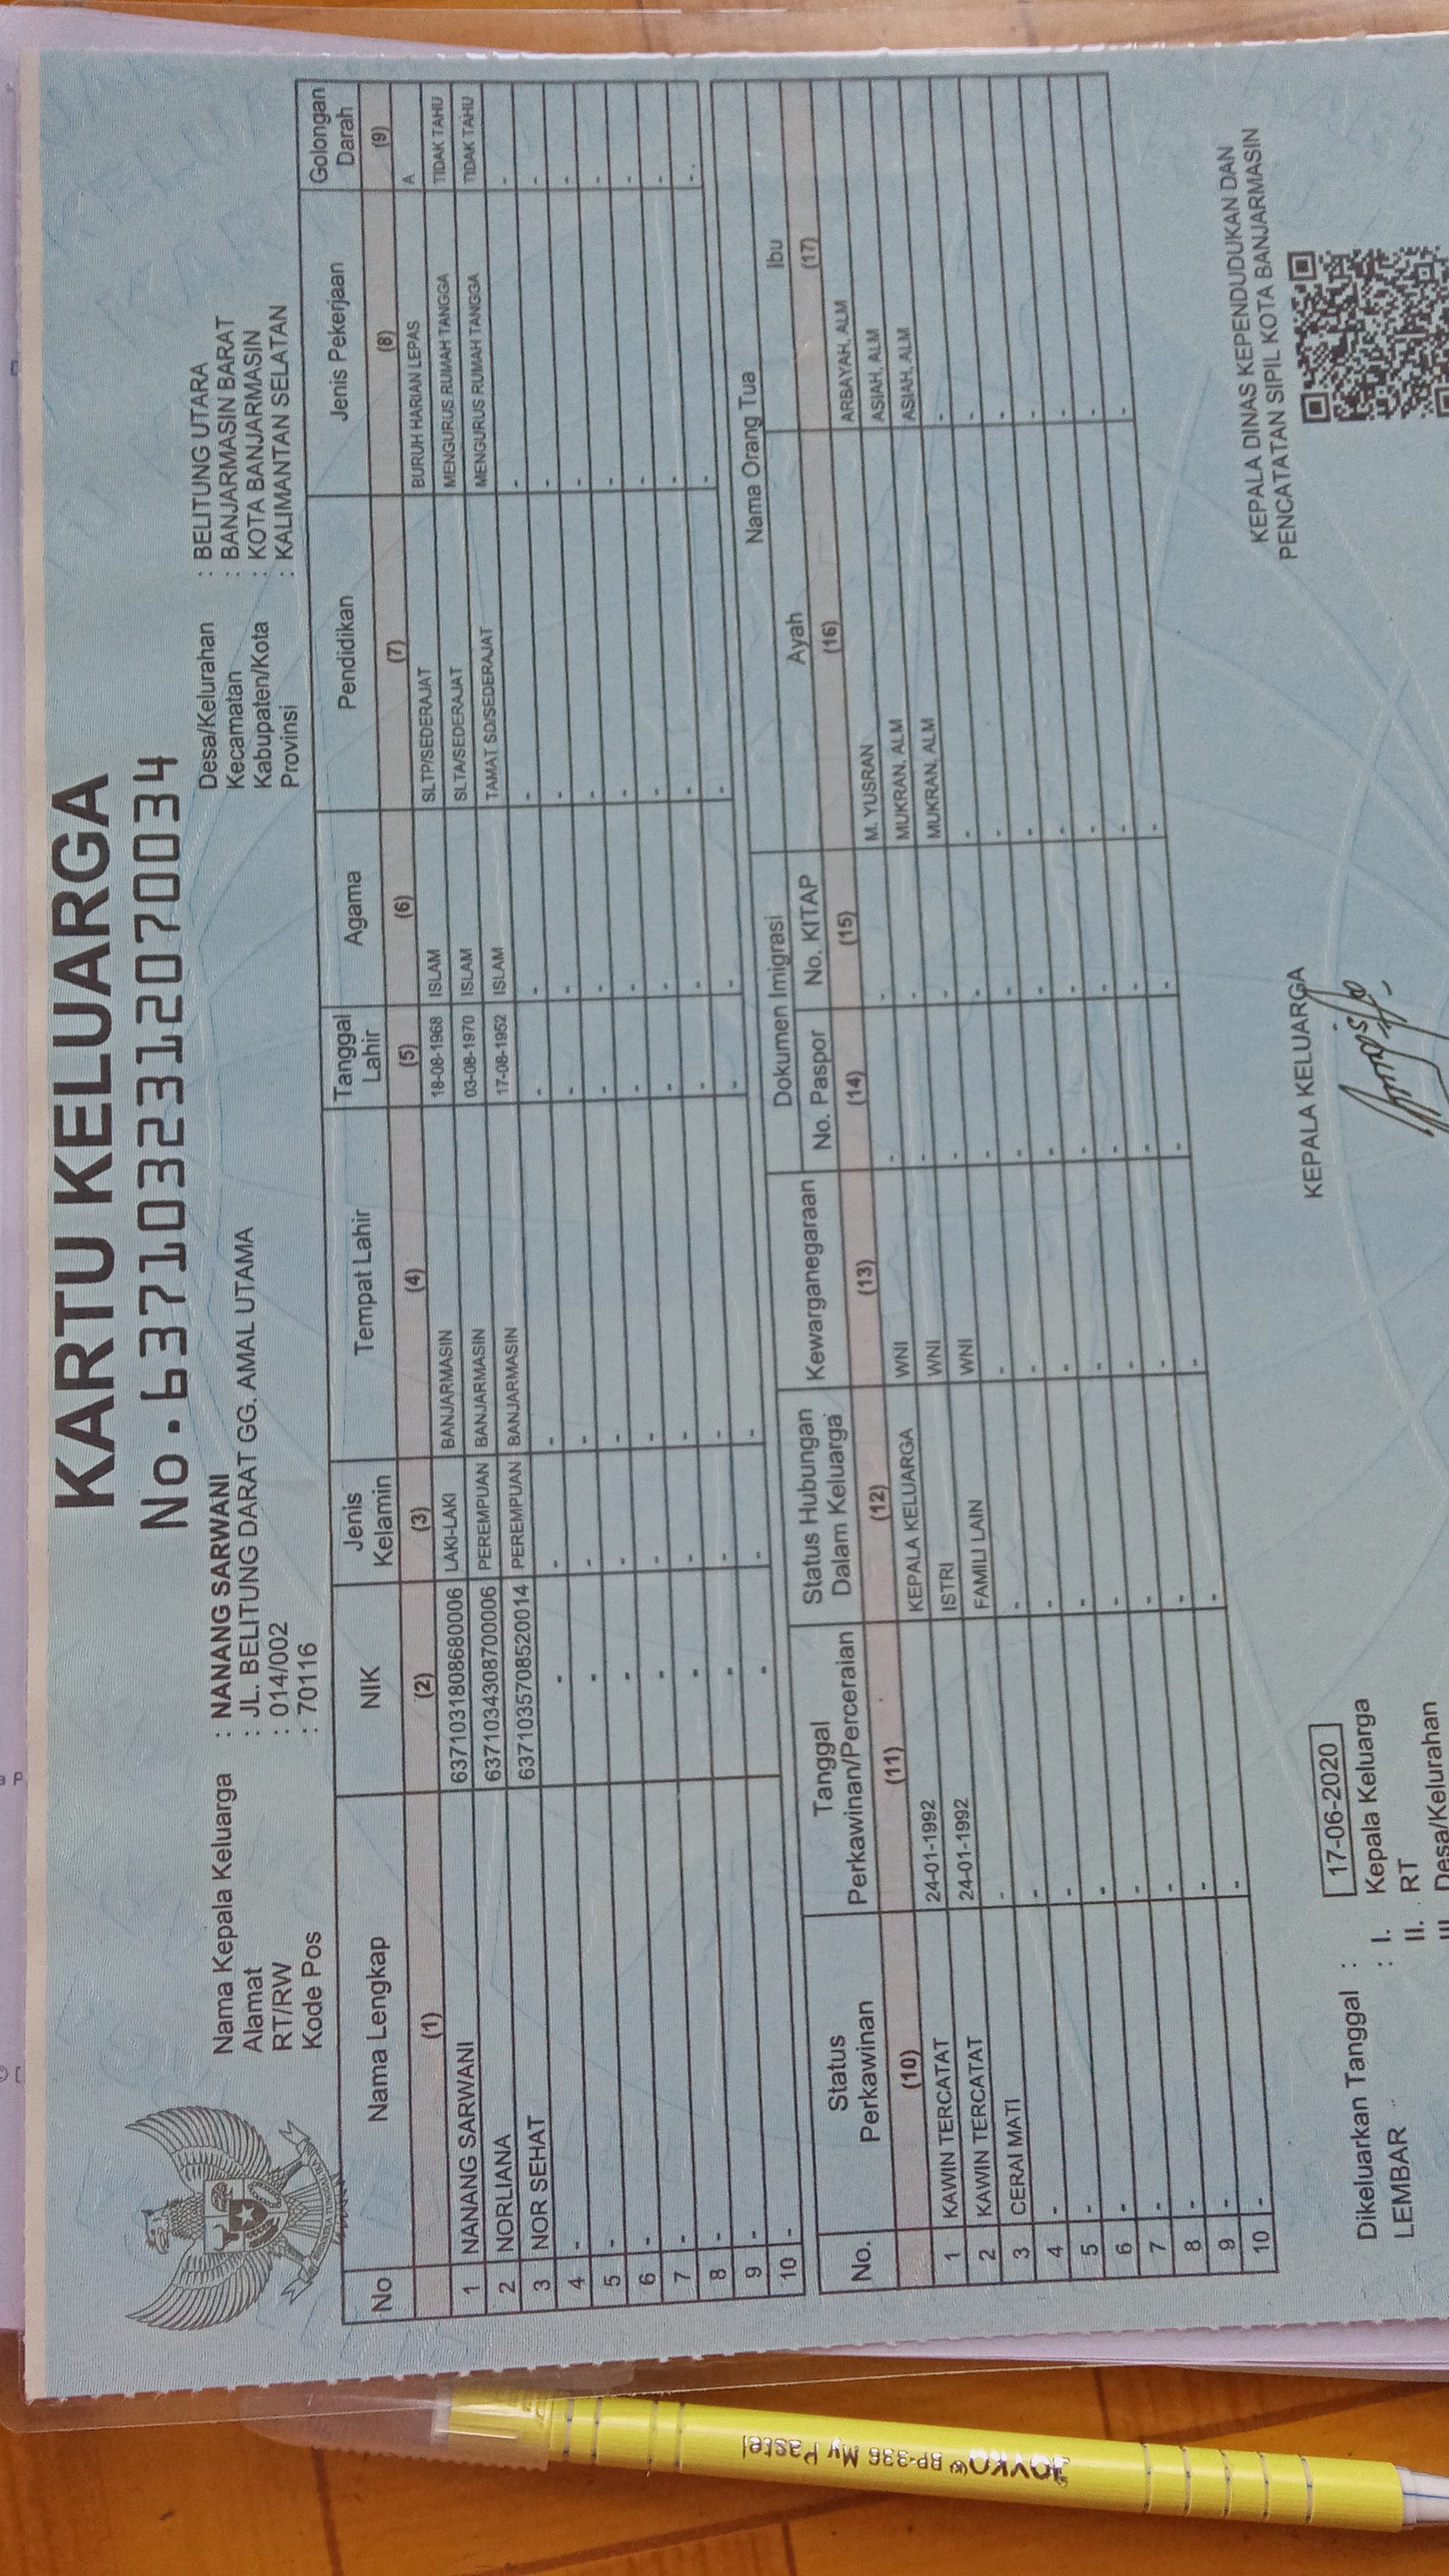 KARTU KELUARGA
No. 6371032312070034
Nama Kepala Keluarga : NANANG SARWANI
Alamat : JL. BELITUNG DARAT GG. AMAL UTAMA
RT/RW : 014/002
Kode Pos : 70116
Desa/Kelurahan : BELITUNG UTARA
Kecamatan : BANJARMASIN BARAT
Kabupaten/Kota : KOTA BANJARMASIN
Provinsi : KALIMANTAN SELATAN
No Nama Lengkap NIK Jenis Kelamin Tempat Lahir Tanggal Lahir Agama Pendidikan Jenis Pekerjaan Golongan Darah
(1) (2) (3) (4) (5) (6) (7) (8) (9)
1 NANANG SARWANI 6371031808680006 LAKI-LAKI BANJARMASIN 18-08-1968 ISLAM SLTP/SEDERAJAT BURUH HARIAN LEPAS A
2 NORLIANA 6371034308700006 PEREMPUAN BANJARMASIN 03-08-1970 ISLAM SLTA/SEDERAJAT MENGURUS RUMAH TANGGA TIDAK TAHU
3 NOR SEHAT 6371035708520014 PEREMPUAN BANJARMASIN 17-08-1952 ISLAM TAMAT SD/SEDERAJAT MENGURUS RUMAH TANGGA TIDAK TAHU
4 - - - - - - - - -
5 - - - - - - - - -
6 - - - - - - - - -
7 - - - - - - - - -
8 - - - - - - - - -
9 - - - - - - - - -
10 - - - - - - - - -
No. Status Perkawinan Tanggal Perkawinan/Perceraian Status Hubungan Dalam Keluarga Kewarganegaraan Dokumen Imigrasi Nama Orang Tua
No. Paspor No. KITAP Ayah Ibu
(10) (11) (12) (13) (14) (15) (16) (17)
1 KAWIN TERCATAT 24-01-1992 KEPALA KELUARGA WNI - - M. YUSRAN ARBAYAH, ALM
2 KAWIN TERCATAT 24-01-1992 ISTRI WNI - - MUKRAN, ALM ASIAH, ALM
3 CERAI MATI - FAMILI LAIN WNI - - MUKRAN, ALM ASIAH, ALM
4 - - - - - - - -
5 - - - - - - - -
6 - - - - - - - -
7 - - - - - - - -
8 - - - - - - - -
9 - - - - - - - -
10 - - - - - - - -
Dikeluarkan Tanggal : 17-06-2020
LEMBAR : I. Kepala Keluarga
II. RT
III Desa/Kelurahan
KEPALA KELUARGA
KEPALA DINAS KEPENDUDUKAN DAN
PENCATATAN SIPIL KOTA BANJARMASIN
JOYKO BP-336 My Pastel